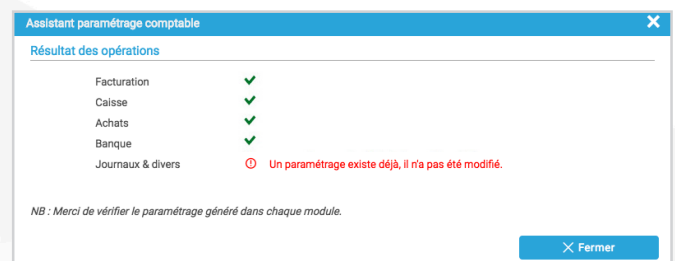 Assistant paramétrage comptable
Résultat des opérations
Facturation
Caisse
Achats
Banque
Journaux & divers Un paramétrage existe déjà, il n'a pas été modifié.
NB : Merci de vérifier le paramétrage généré dans chaque module.
Fermer